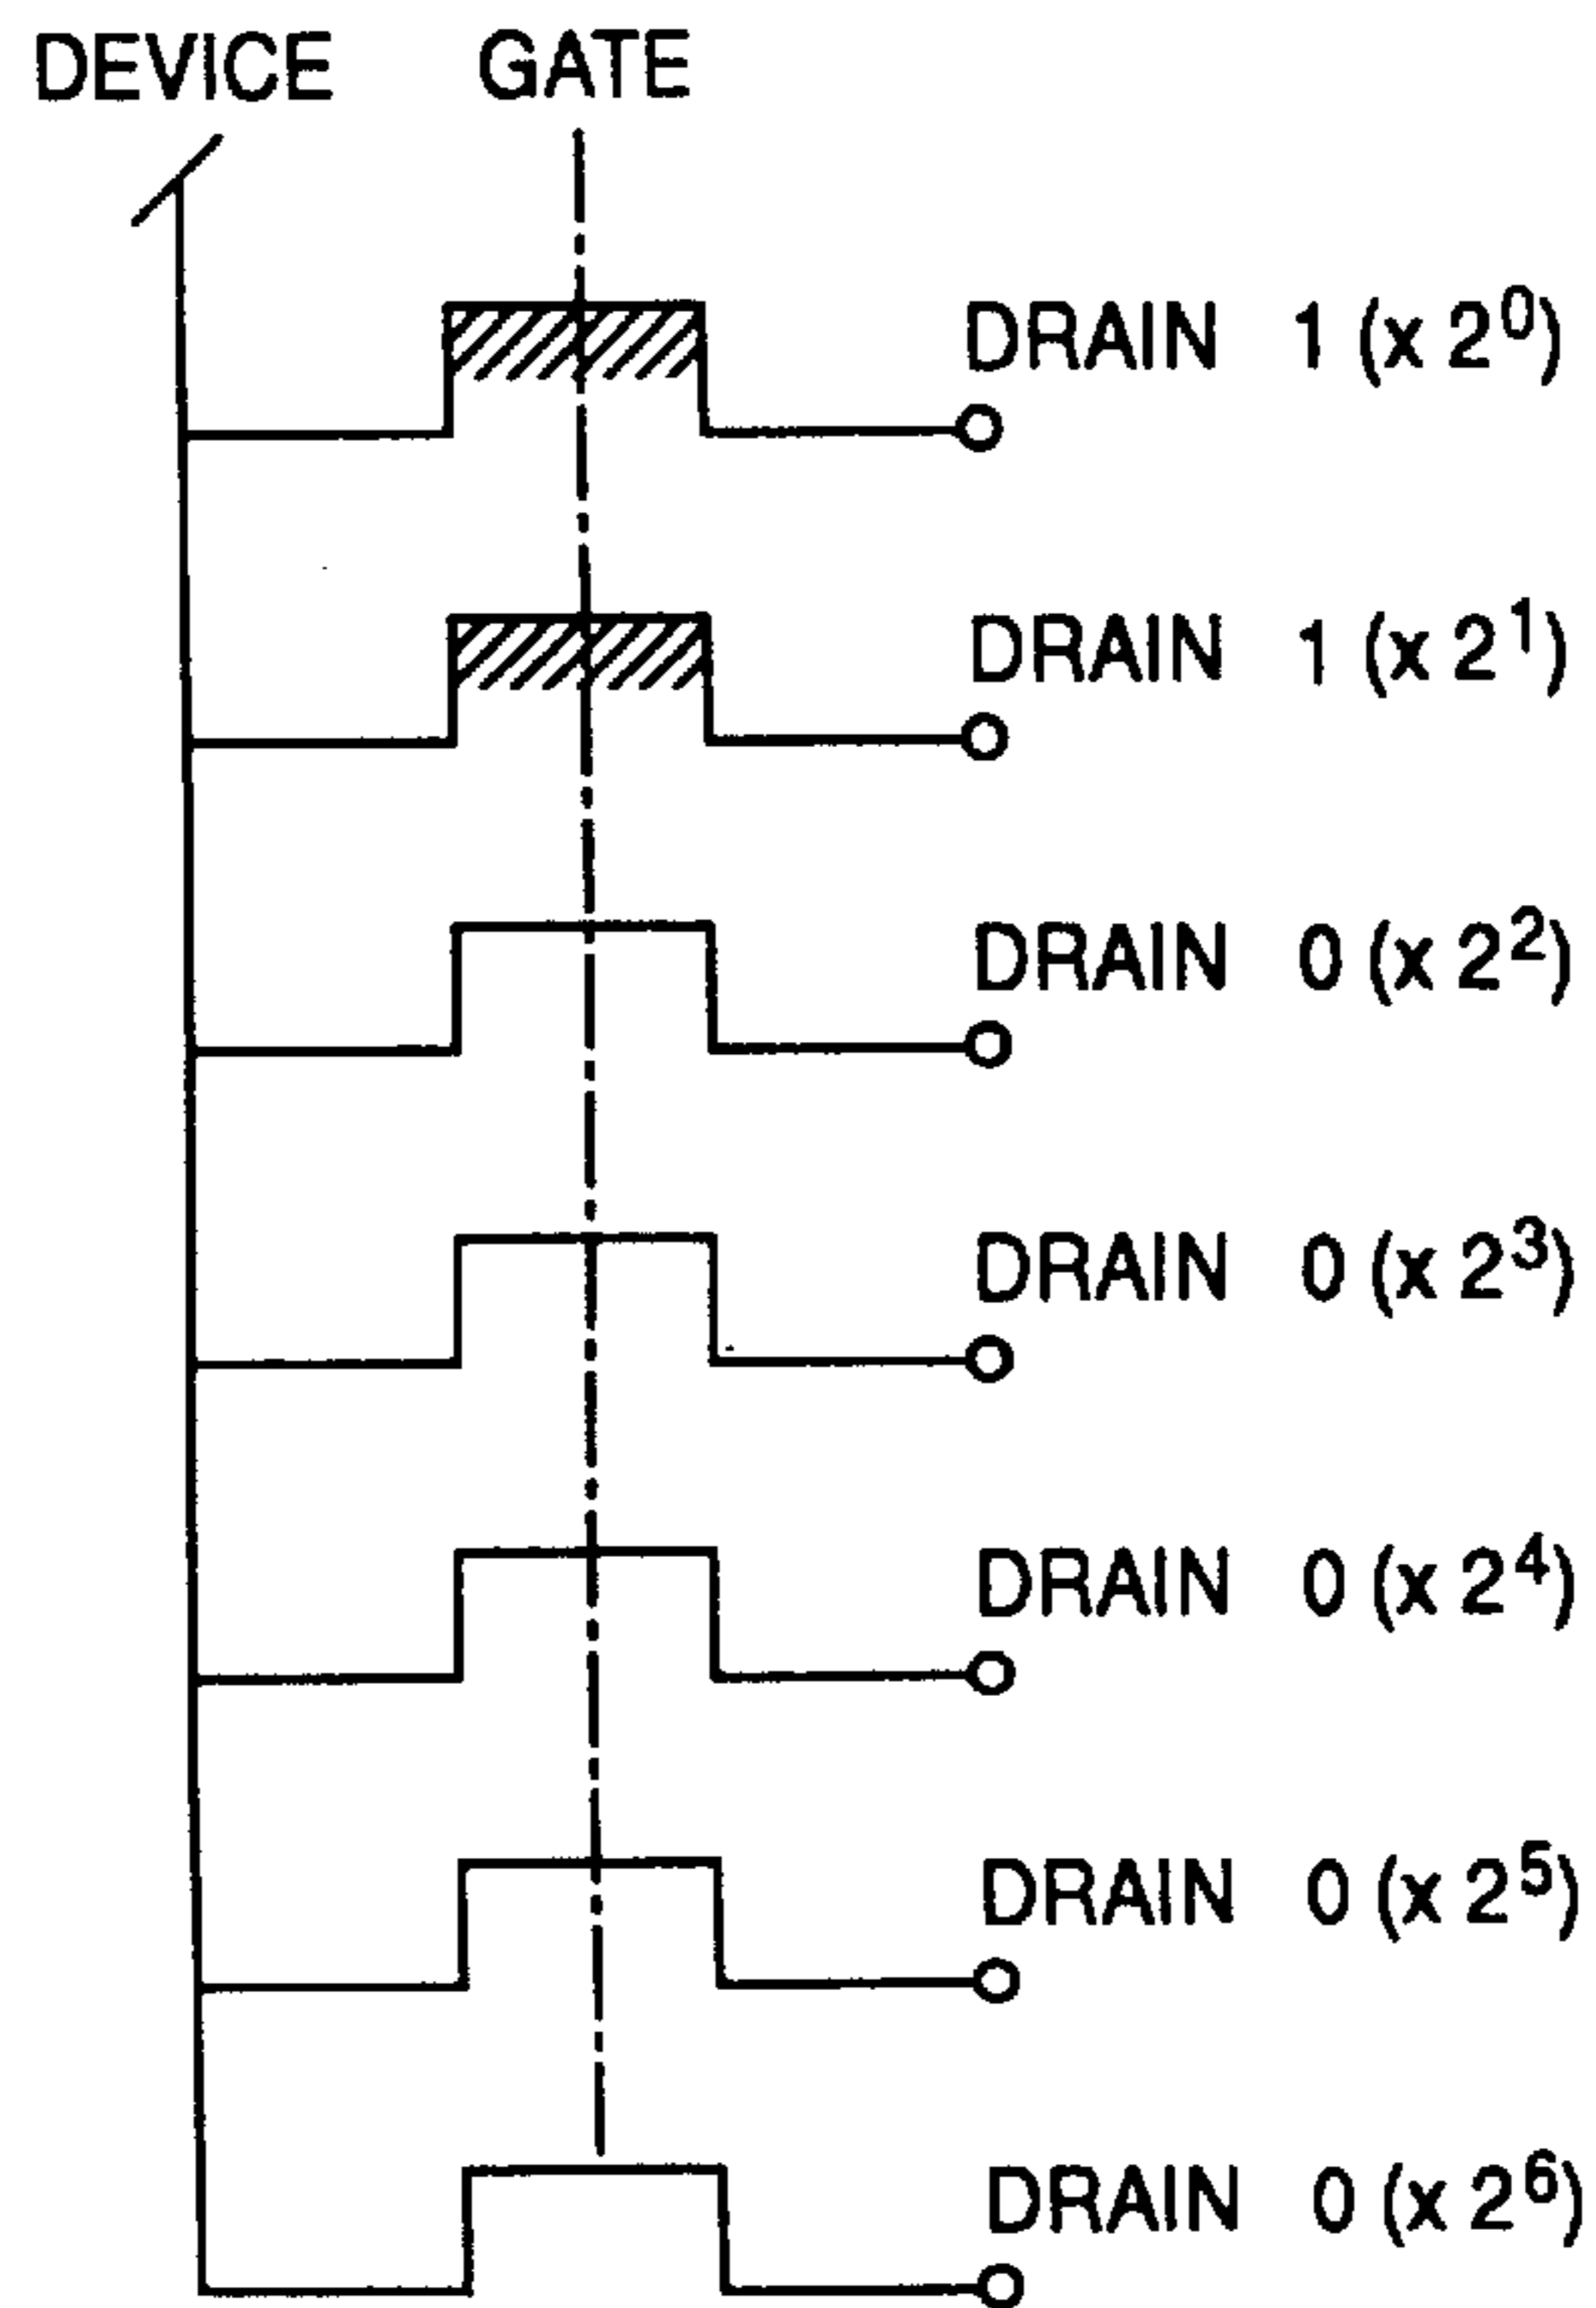 DEVICE GATE
DRAIN 1 (x 2⁰)
DRAIN 1 (x 2¹)
DRAIN 0 (x 2²)
DRAIN 0 (x 2³)
DRAIN 0 (x 2⁴)
DRAIN 0 (x 2⁵)
DRAIN 0 (x 2⁶)